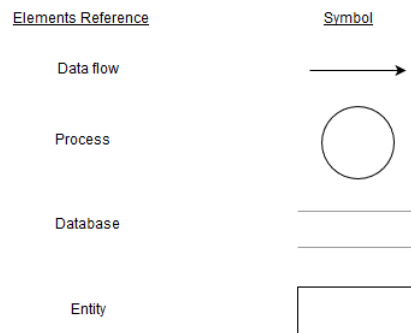 Elements Reference Symbol
Data flow
Process
Database
Entity